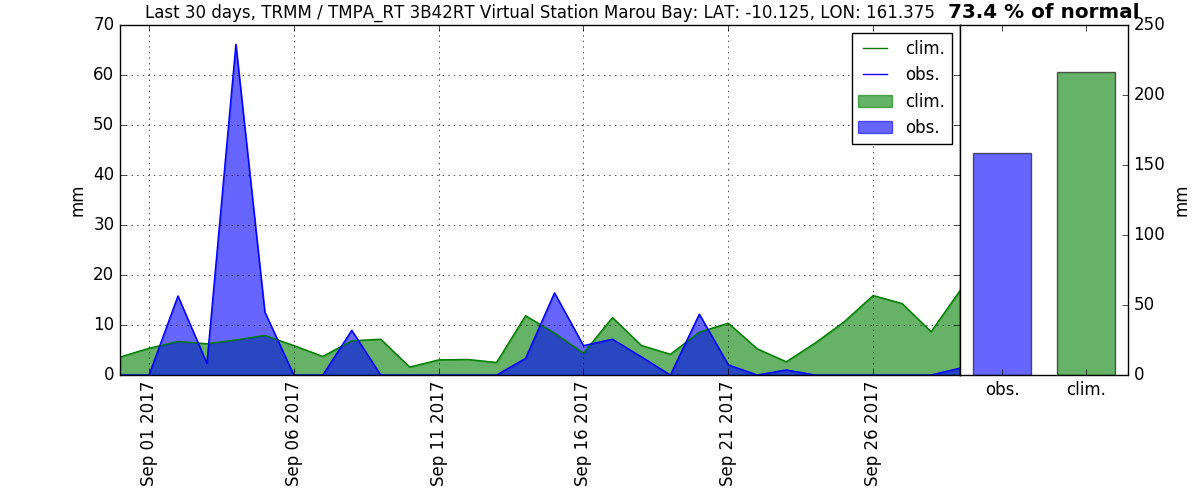 Last 30 days, TRMM / TMPA_RT 3B42RT Virtual Station Marou Bay: LAT: -10.125, LON: 161.375
73.4 % of normal
70
60
50
40
30
20
10
0
mm
clim.
obs.
clim.
obs.
250
200
150
100
50
0
mm
obs.
clim.
Sep 01 2017
Sep 06 2017
Sep 11 2017
Sep 16 2017
Sep 21 2017
Sep 26 2017